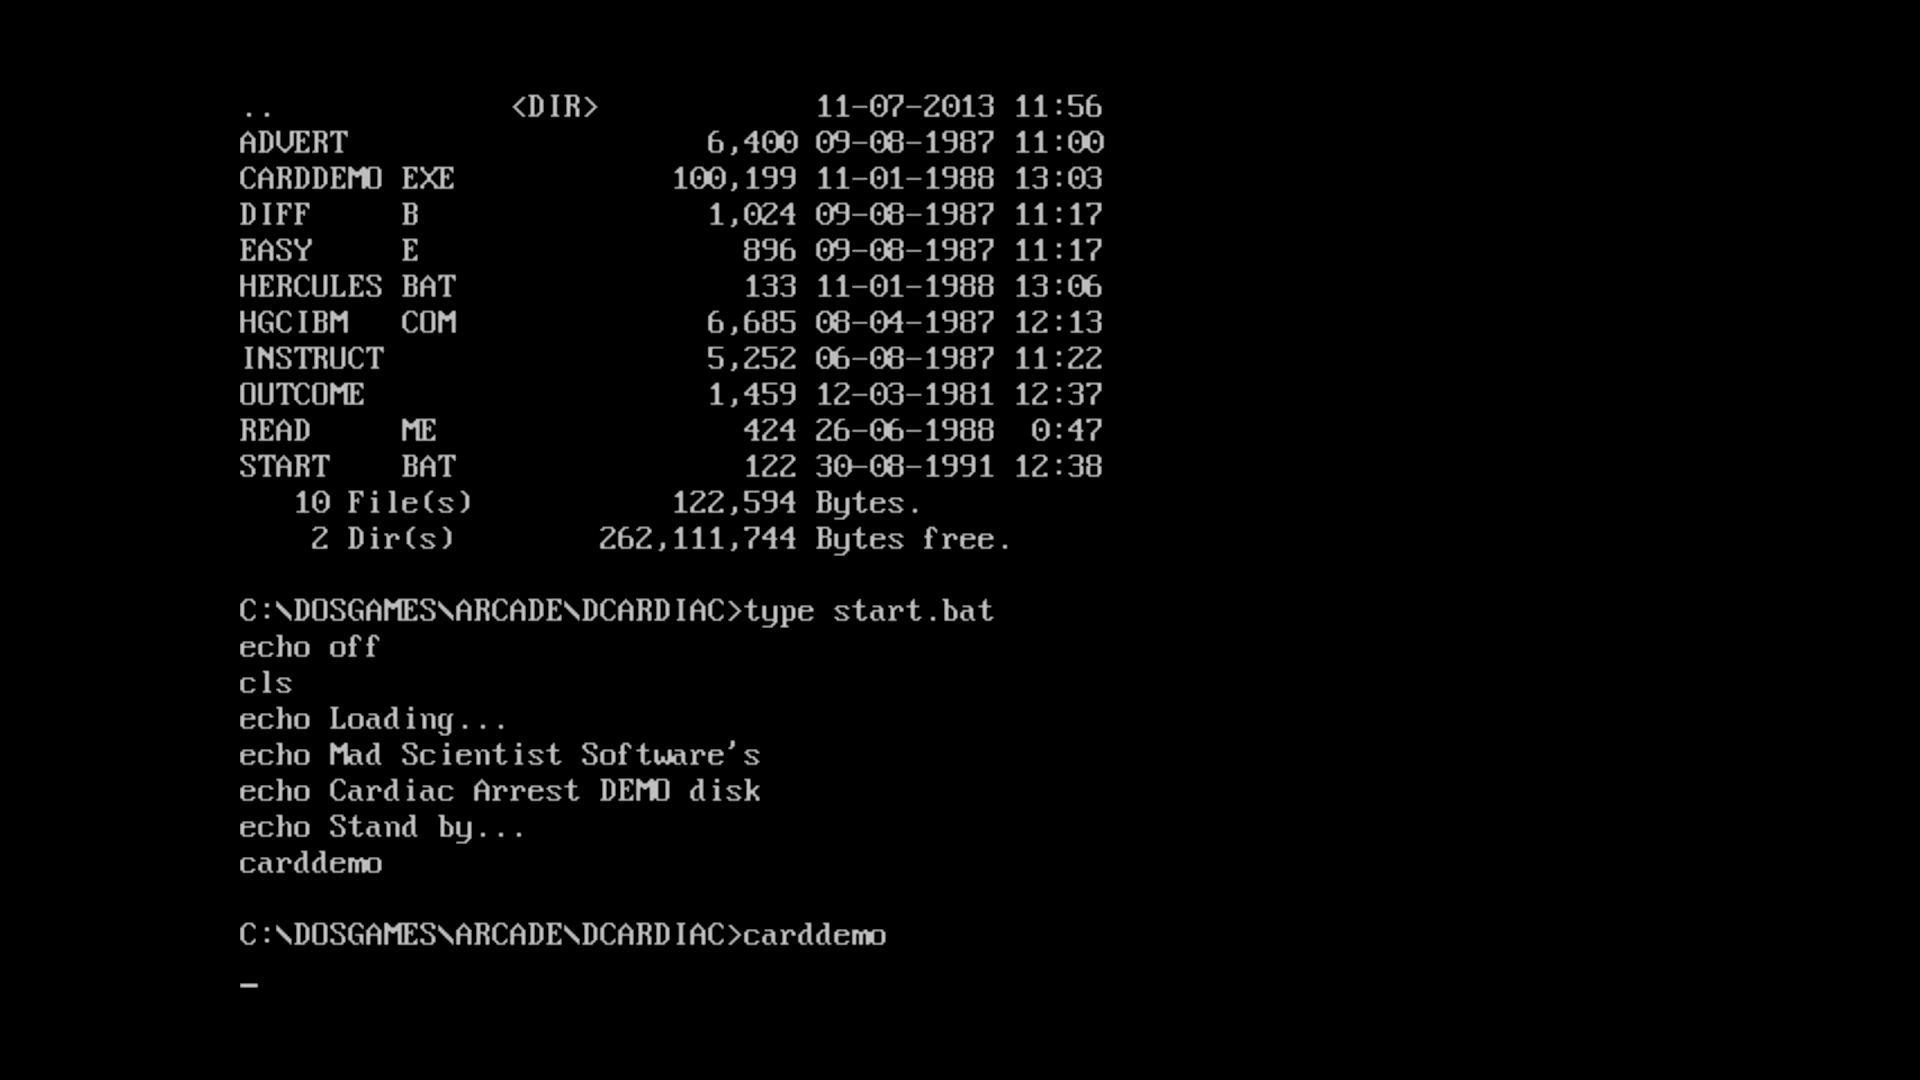 ..              <DIR>            11-07-2013 11:56
ADVERT                     6,400 09-08-1987 11:00
CARDDEMO EXE             100,199 11-01-1988 13:03
DIFF     B                 1,024 09-08-1987 11:17
EASY     E                   896 09-08-1987 11:17
HERCULES BAT                 133 11-01-1988 13:06
HGCIBM   COM               6,685 08-04-1987 12:13
INSTRUCT                   5,252 06-08-1987 11:22
OUTCOME                    1,459 12-03-1981 12:37
READ     ME                  424 26-06-1988  0:47
START    BAT                 122 30-08-1991 12:38
   10 File(s)            122,594 Bytes.
    2 Dir(s)         262,111,744 Bytes free.
C:\DOSGAMES\ARCADE\DCARDIAC>type start.bat
echo off
cls
echo Loading...
echo Mad Scientist Software's
echo Cardiac Arrest DEMO disk
echo Stand by...
carddemo
C:\DOSGAMES\ARCADE\DCARDIAC>carddemo
_